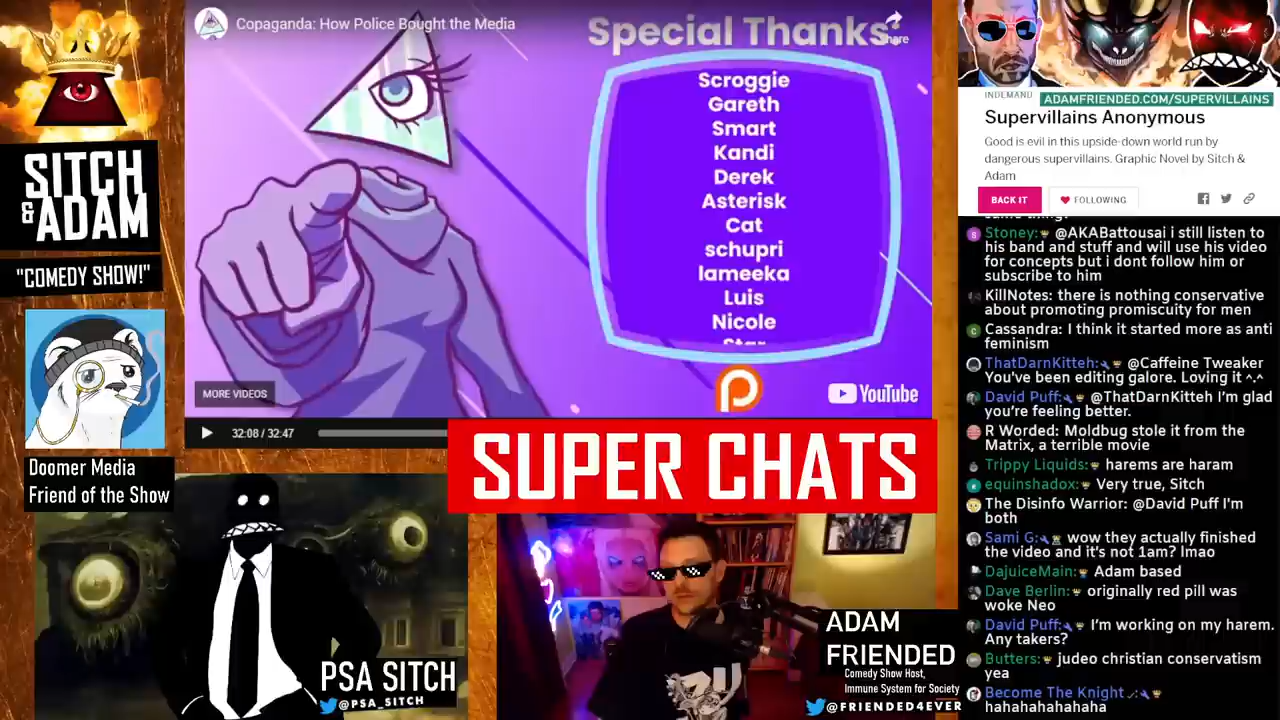 Copaganda: How Police Bought the Media
Share
Special Thanks
Scroggie
Gareth
Smart
Kandi
Derek
Asterisk
Cat
schupri
lameeka
Luis
Nicole
Star
MORE VIDEOS
YouTube
32:08 / 32:47
SITCH
& ADAM
"COMEDY SHOW!"
Doomer Media
Friend of the Show
SUPER CHATS
PSA SITCH
@PSA_SITCH
ADAM
FRIENDED
Comedy Show Host,
Immune System for Society
@FRIENDED4EVER
INDEMAND
ADAMFRIENDED.COM/SUPERVILLAINS
Supervillains Anonymous
Good is evil in this upside-down world run by
dangerous supervillains. Graphic Novel by Sitch &
Adam
BACK IT
FOLLOWING
same thing?
Stoney: @AKABattousai i still listen to
his band and stuff and will use his video
for concepts but i dont follow him or
subscribe to him
KillNotes: there is nothing conservative
about promoting promiscuity for men
Cassandra: I think it started more as anti
feminism
ThatDarnKitteh: @Caffeine Tweaker
You've been editing galore. Loving it ^.^
David Puff: @ThatDarnKitteh I'm glad
you're feeling better.
R Worded: Moldbug stole it from the
Matrix, a terrible movie
Trippy Liquids: harems are haram
equinshadox: Very true, Sitch
The Disinfo Warrior: @David Puff I'm
both
Sami G: wow they actually finished
the video and it's not 1am? lmao
DajuiceMain: Adam based
Dave Berlin: originally red pill was
woke Neo
David Puff: I'm working on my harem.
Any takers?
Butters: judeo christian conservatism
yea
Become The Knight
hahahahahahaha